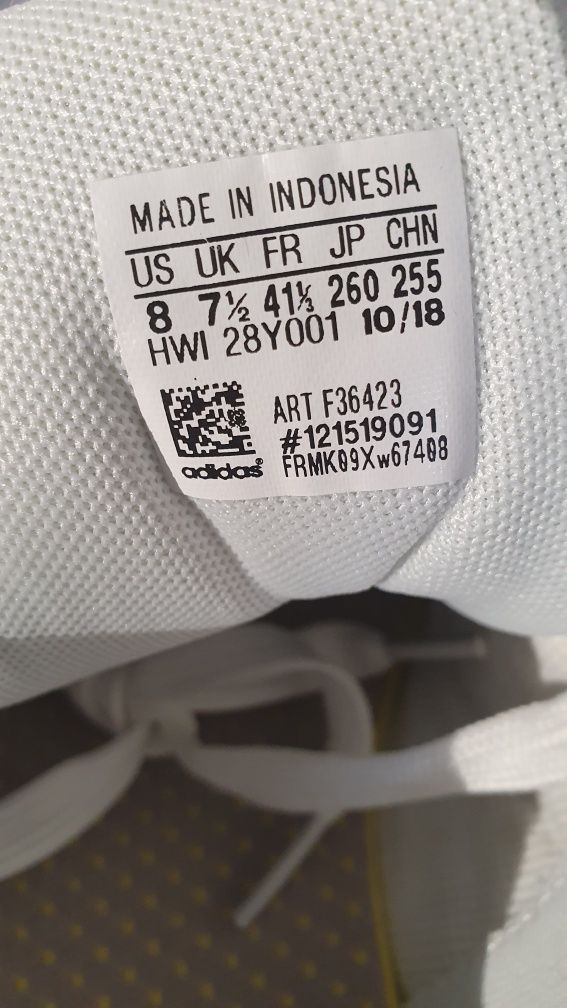 MADE IN INDONESIA
US UK FR JP CHN
8 7½ 41⅓ 260 255
HWI 28Y001 10/18
ART F36423
#121519091
adidas® FRMK09Xw67408